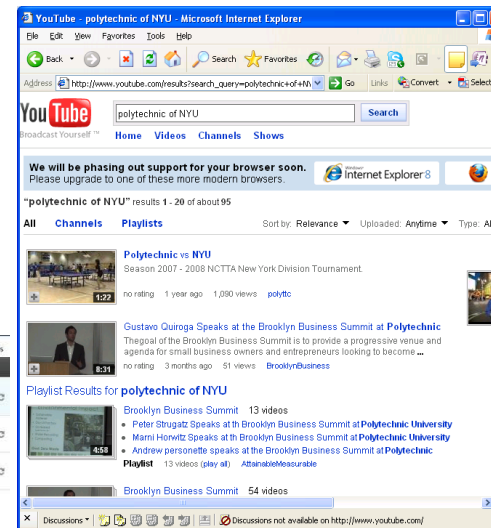 YouTube - polytechnic of NYU - Microsoft Internet Explorer
File Edit View Favorites Tools Help
Back Search Favorites
Address http://www.youtube.com/results?search_query=polytechnic+of+N Go Links Convert Select
You Tube polytechnic of NYU Search
Broadcast Yourself ™ Home Videos Channels Shows
We will be phasing out support for your browser soon.
Please upgrade to one of these more modern browsers.
Windows Internet Explorer 8
"polytechnic of NYU" results 1 - 20 of about 95
All Channels Playlists Sort by: Relevance ▼ Uploaded: Anytime ▼ Type: Al
Polytechnic vs NYU
Season 2007 - 2008 NCTTA New York Division Tournament.
1:22 no rating 1 year ago 1,090 views polyttc
Gustavo Quiroga Speaks at the Brooklyn Business Summit at Polytechnic
Thegoal of the Brooklyn Business Summit is to provide a progressive venue and
agenda for small business owners and entrepreneurs looking to become ...
8:31 no rating 3 months ago 51 views BrooklynBusiness
Playlist Results for polytechnic of NYU
Brooklyn Business Summit 13 videos
Peter Strugatz Speaks at th Brooklyn Business Summit at Polytechnic University
Marni Horwitz Speaks at th Brooklyn Business Summit at Polytechnic University
Andrew personette speaks at the Brooklyn Business Summit at Polytechnic
4:58 Playlist 13 videos (play all) AttainableMeasurable
Brooklyn Business Summit 54 videos
Discussions Discussions not available on http://www.youtube.com/